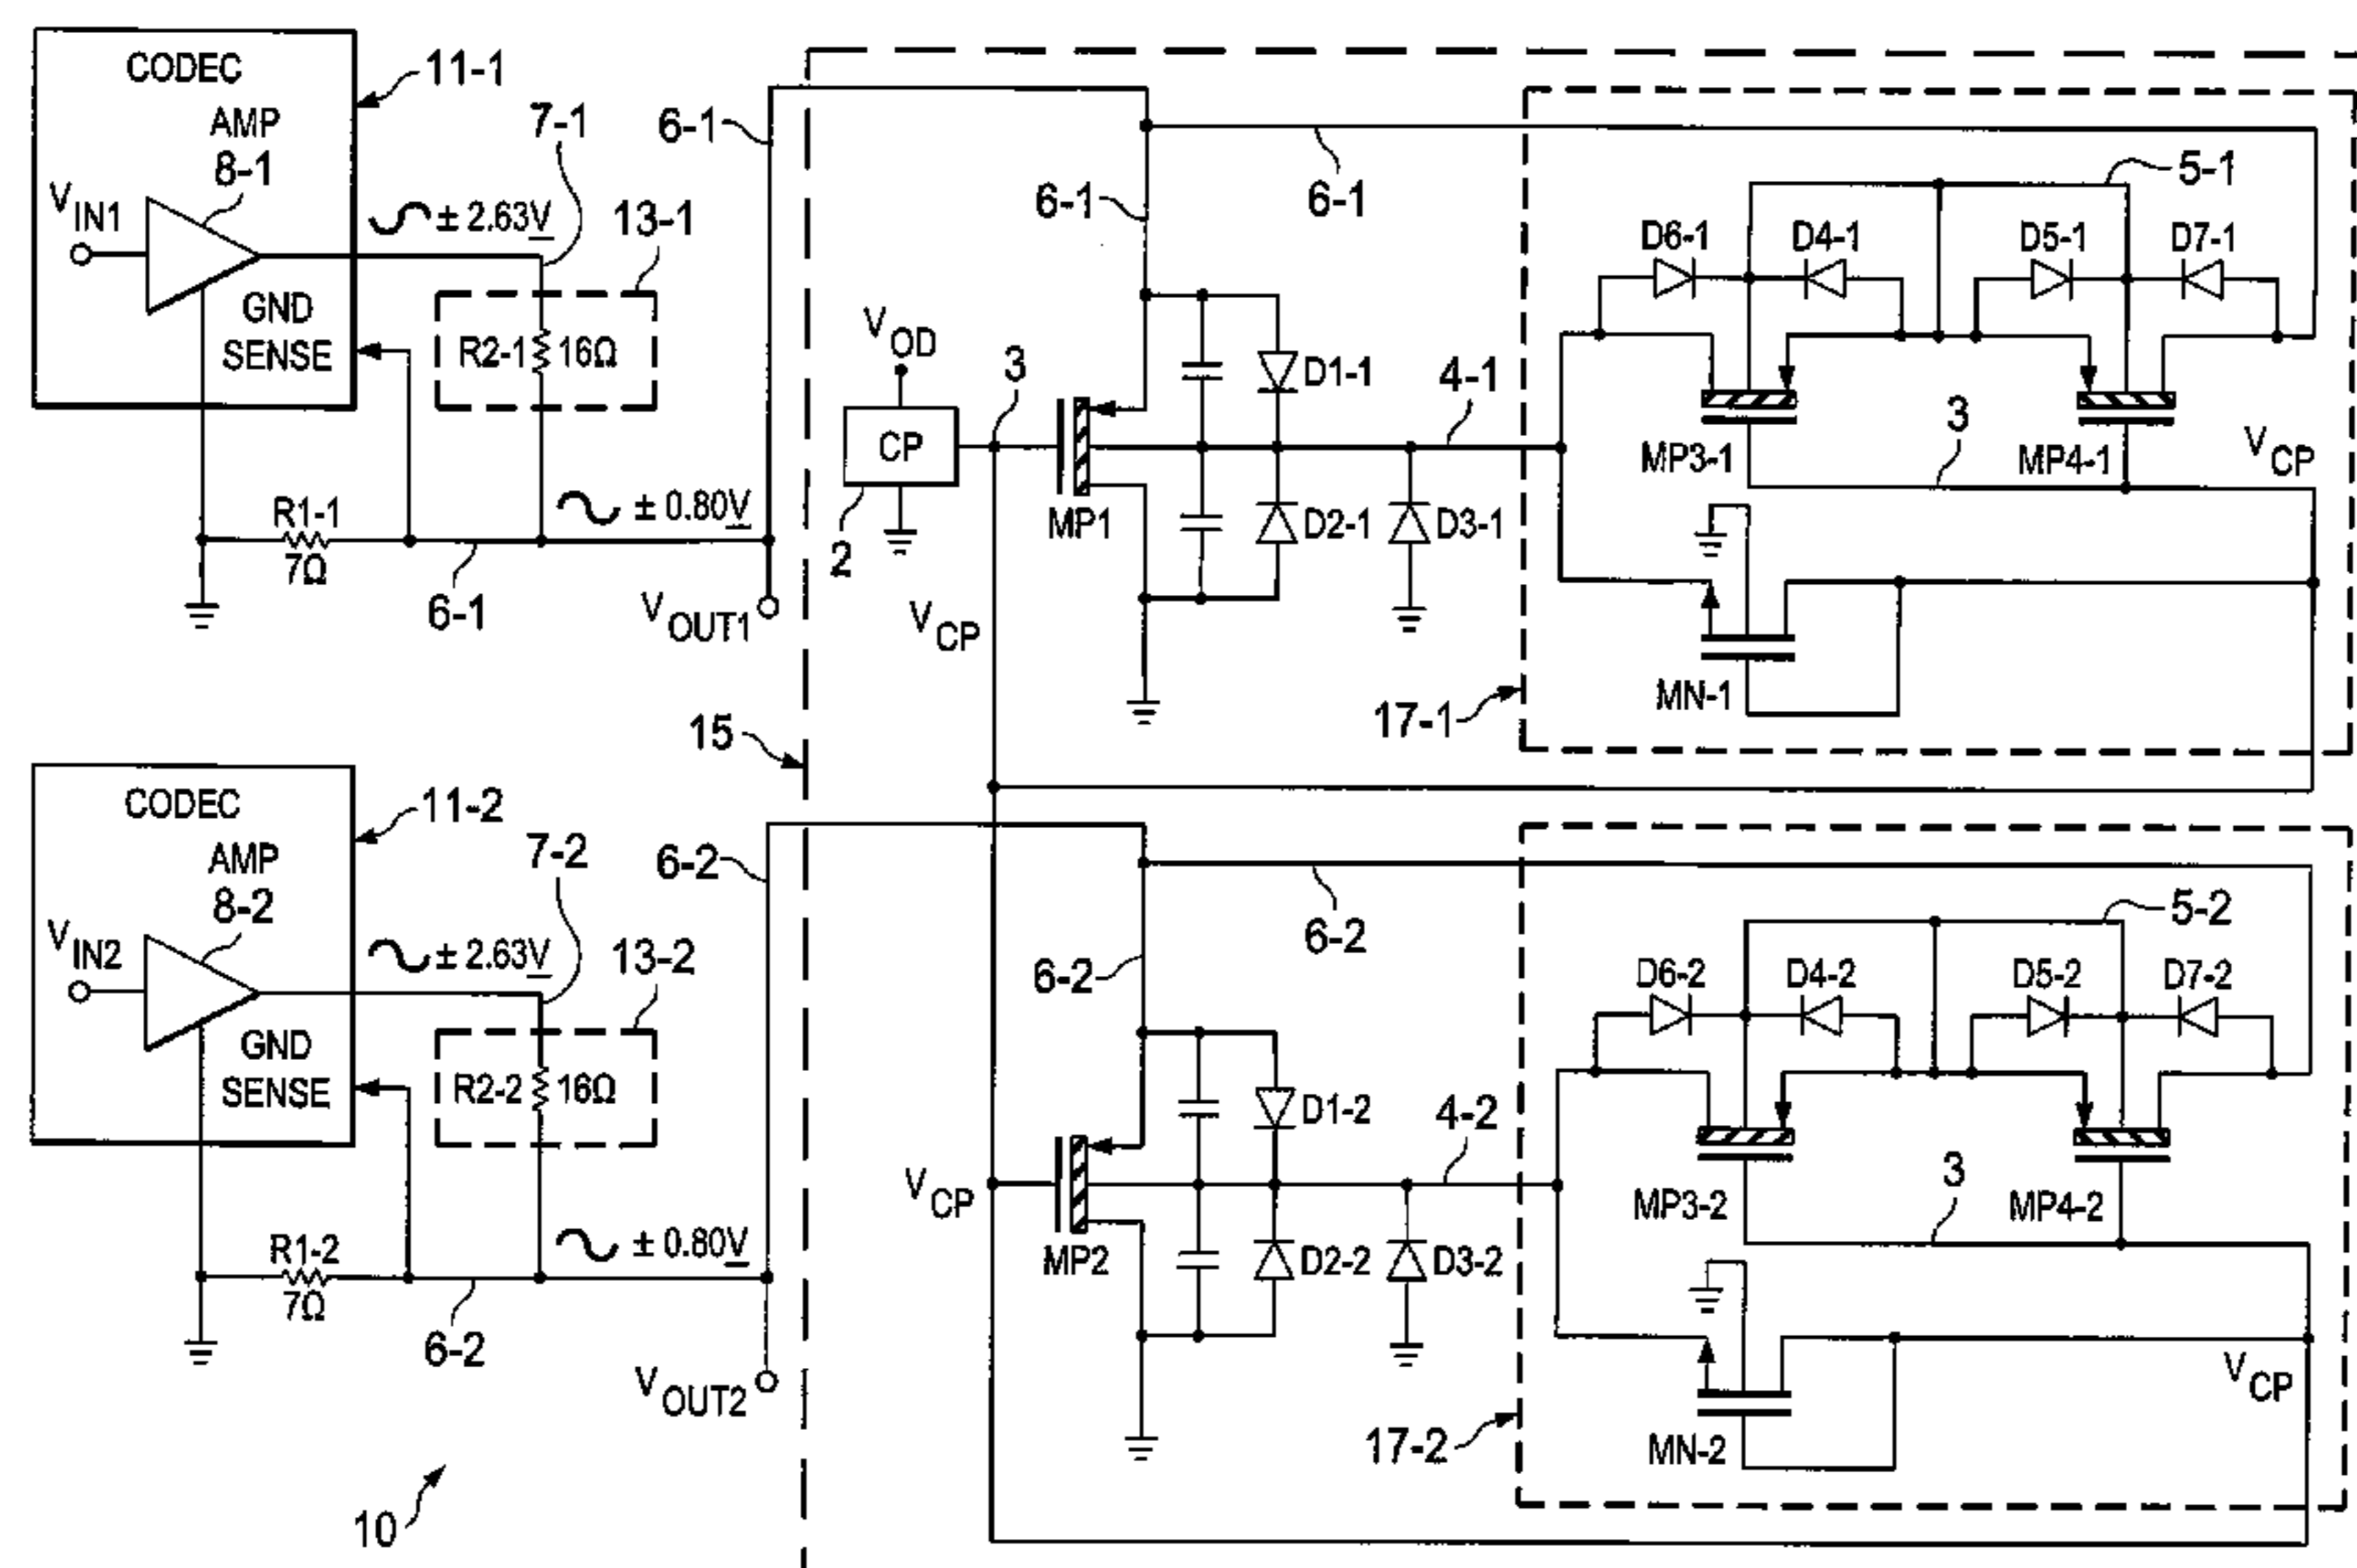 CODEC
11-1
AMP
8-1
7-1
6-1
V IN1
± 2.63V
13-1
GND
SENSE
R2-1
16Ω
R1-1
7Ω
± 0.80V
6-1
V OUT1
6-1
6-1
5-1
D6-1
D4-1
D5-1
D7-1
V OD
3
CP
2
D1-1
4-1
MP1
D2-1
D3-1
V CP
MP3-1
3
MP4-1
V CP
MN-1
17-1
15
CODEC
11-2
AMP
8-2
7-2
6-2
V IN2
± 2.63V
13-2
GND
SENSE
R2-2
16Ω
R1-2
7Ω
± 0.80V
6-2
V OUT2
6-2
6-2
5-2
D6-2
D4-2
D5-2
D7-2
D1-2
4-2
V CP
MP2
D2-2
D3-2
MP3-2
3
MP4-2
V CP
MN-2
17-2
10